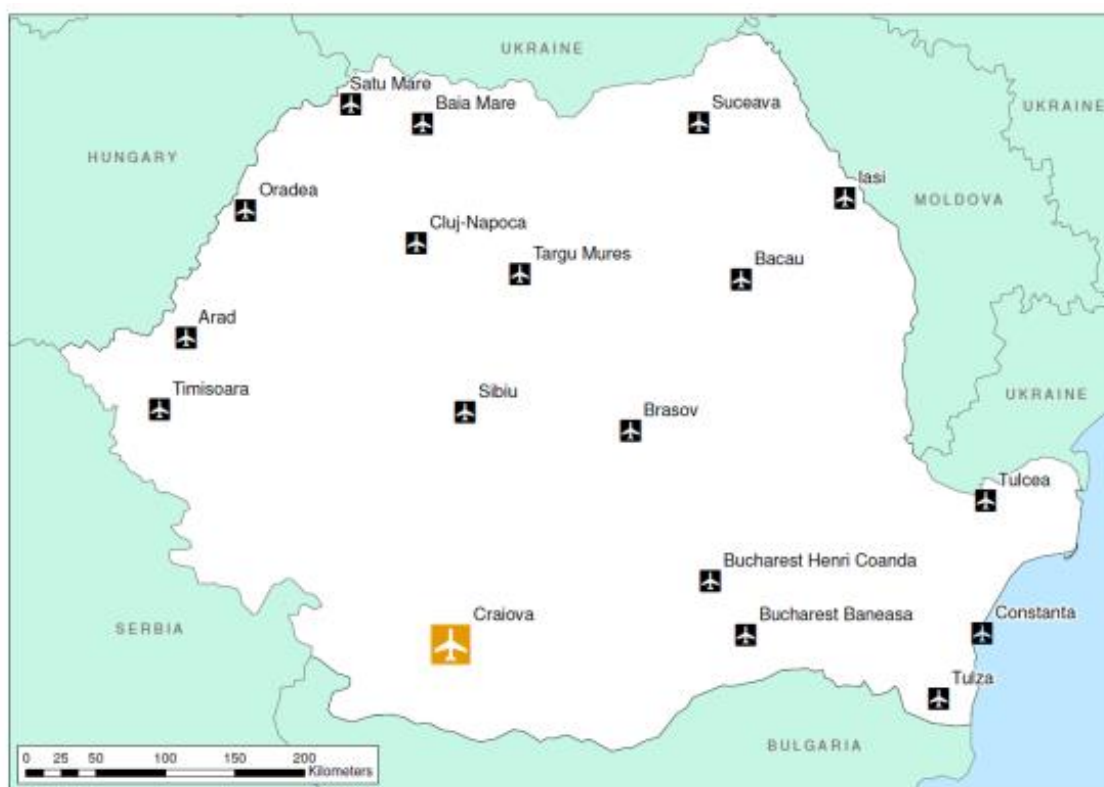 UKRAINE
Satu Mare
Baia Mare
Suceava
UKRAINE
HUNGARY
Iasi
Oradea
MOLDOVA
Cluj-Napoca
Targu Mures
Bacau
Arad
Timisoara
Sibiu
Brasov
UKRAINE
Tulcea
Bucharest Henri Coanda
Craiova
Bucharest Baneasa
Constanta
SERBIA
Tulza
BULGARIA
0 25 50 100 150 200
Kilometers